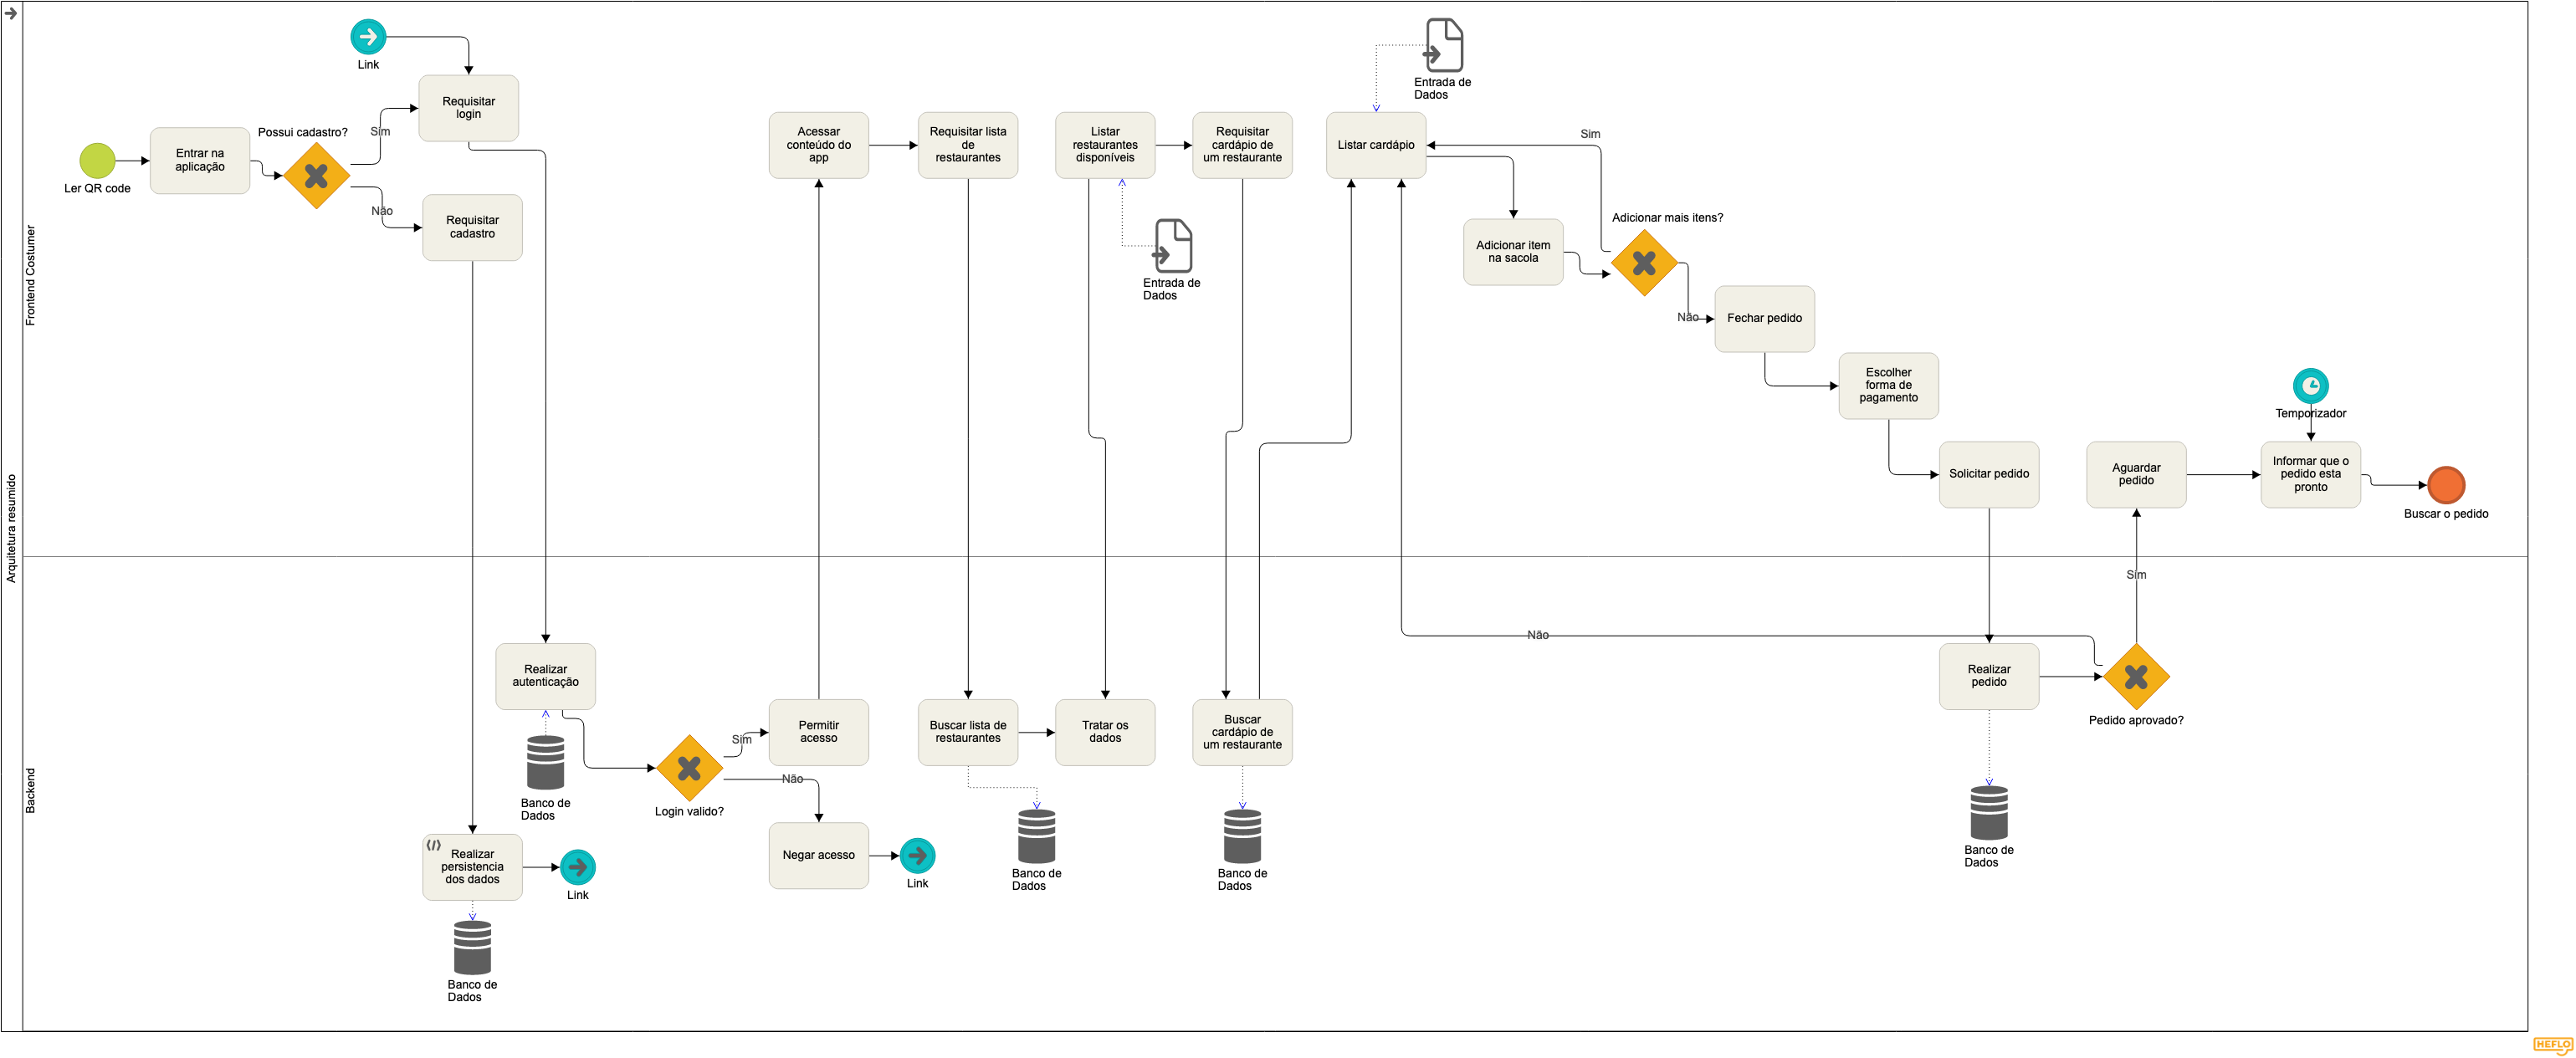 Arquitetura resumido
Frontend Costumer
Ler QR code
Entrar na
aplicação
Possui cadastro?
Sim
Não
Link
Requisitar
login
Requisitar
cadastro
Acessar
conteúdo do
app
Requisitar lista
de
restaurantes
Listar
restaurantes
disponíveis
Entrada de
Dados
Requisitar
cardápio de
um restaurante
Entrada de
Dados
Listar cardápio
Adicionar item
na sacola
Sim
Adicionar mais itens?
Não
Fechar pedido
Escolher
forma de
pagamento
Solicitar pedido
Aguardar
pedido
Temporizador
Informar que o
pedido esta
pronto
Buscar o pedido
Backend
Realizar
persistencia
dos dados
Link
Banco de
Dados
Realizar
autenticação
Banco de
Dados
Login valido?
Sim
Não
Permitir
acesso
Negar acesso
Link
Buscar lista de
restaurantes
Banco de
Dados
Tratar os
dados
Buscar
cardápio de
um restaurante
Banco de
Dados
Não
Realizar
pedido
Banco de
Dados
Sim
Pedido aprovado?
HEFLO